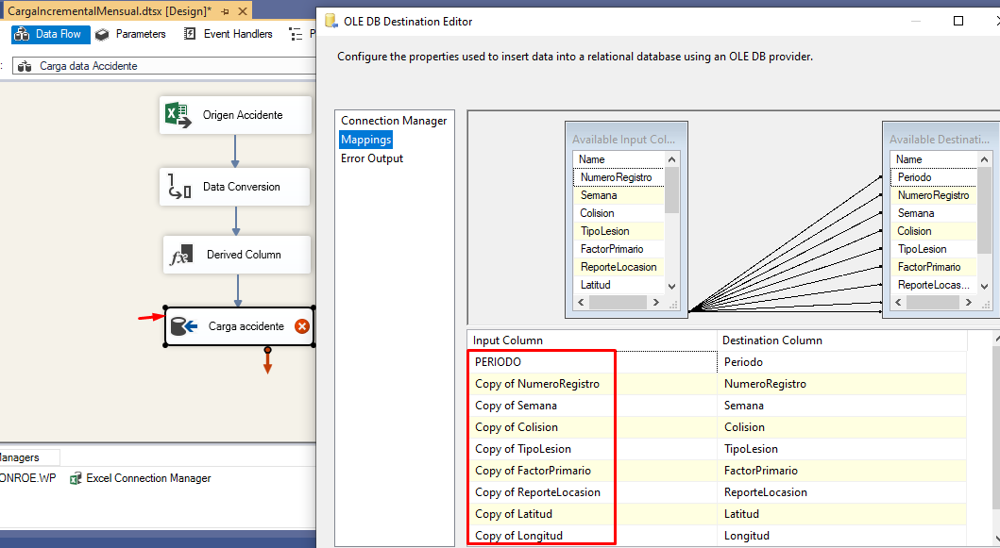 CargaIncrementalMensual.dtsx [Design]*
Data Flow
Parameters
Event Handlers
P
: Carga data Accidente
Origen Accidente
Data Conversion
Derived Column
Carga accidente
Managers
ONROE.WP
Excel Connection Manager
OLE DB Destination Editor
Configure the properties used to insert data into a relational database using an OLE DB provider.
Connection Manager
Mappings
Error Output
Available Input Col...
Name
NumeroRegistro
Semana
Colision
TipoLesion
FactorPrimario
ReporteLocasion
Latitud
Available Destinati...
Name
Periodo
NumeroRegistro
Semana
Colision
TipoLesion
FactorPrimario
ReporteLocas...
Input Column Destination Column
PERIODO Periodo
Copy of NumeroRegistro NumeroRegistro
Copy of Semana Semana
Copy of Colision Colision
Copy of TipoLesion TipoLesion
Copy of FactorPrimario FactorPrimario
Copy of ReporteLocasion ReporteLocasion
Copy of Latitud Latitud
Copy of Longitud Longitud